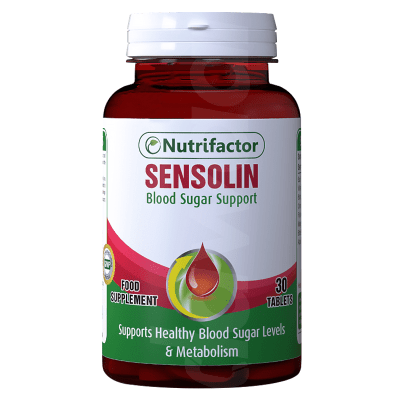 Nutrifactor
SENSOLIN
Blood Sugar Support
FOOD
SUPPLEMENT
30
TABLETS
Supports Healthy Blood Sugar Levels
& Metabolism